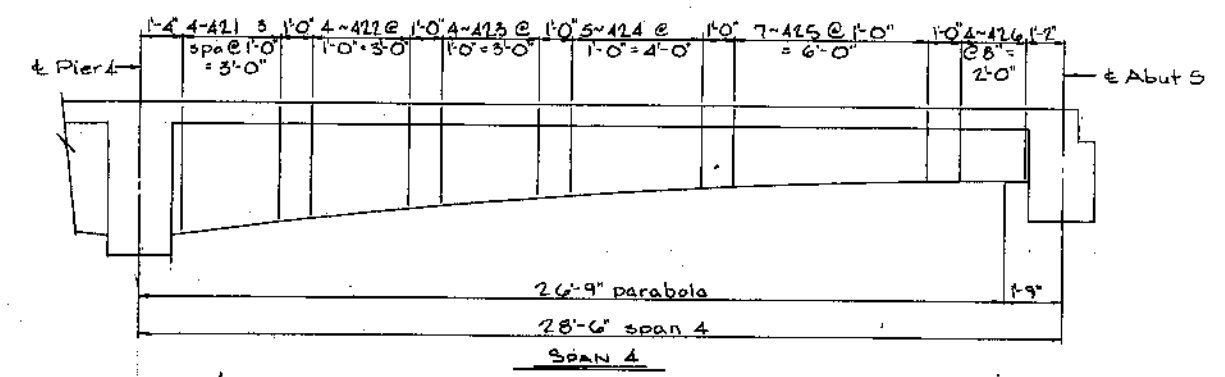 1'-4" 4-421 3 1'-0" 4~422 @ 1'-0" 4~423 @ 1'-0" 5~424 @ 1'-0" 7~425 @ 1'-0" 1'-0" 4~426 1'-2"
spa @ 1'-0" 1'-0" = 3'-0" 1'-0" = 3'-0" 1'-0" = 4'-0" = 6'-0" @ 8" =
= 3'-0" 2'-0"
℄ Pier 4 ℄ Abut 5
26'-9" parabola 1'-9"
28'-6" span 4
SPAN 4